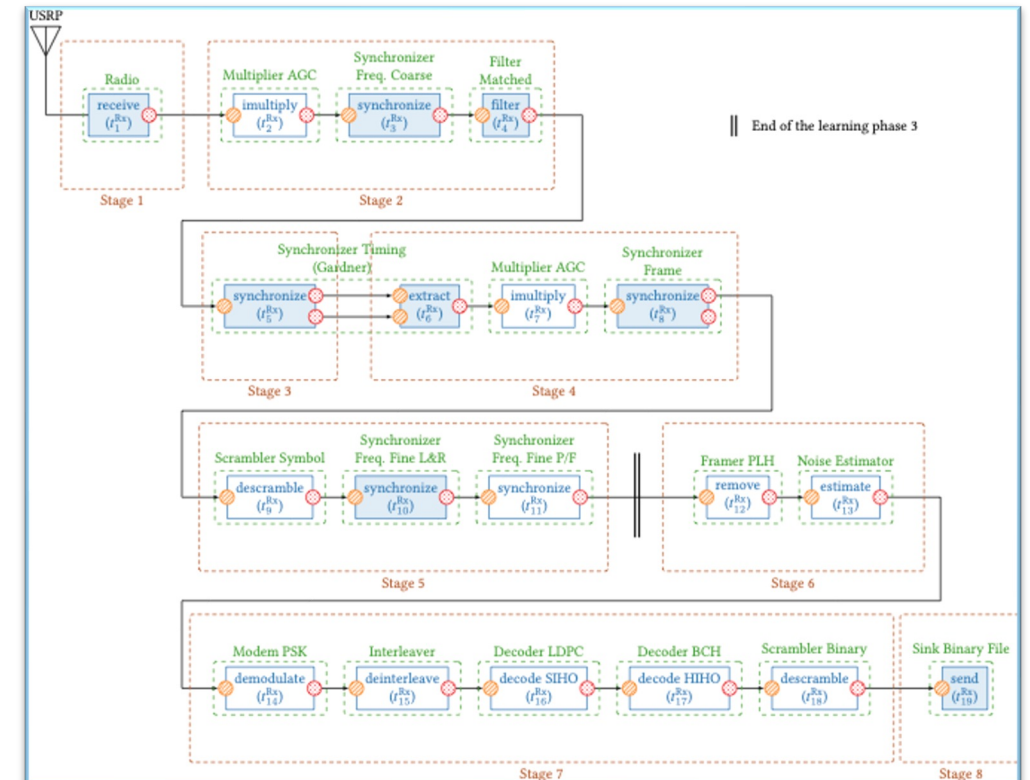 USRP
Radio
receive
(t₁ᴿˣ)
Multiplier AGC
imultiply
(t₂ᴿˣ)
Synchronizer
Freq. Coarse
synchronize
(t₃ᴿˣ)
Filter
Matched
filter
(t₄ᴿˣ)
End of the learning phase 3
Stage 1
Stage 2
Synchronizer Timing
(Gardner)
synchronize
(t₅ᴿˣ)
extract
(t₆ᴿˣ)
Multiplier AGC
imultiply
(t₇ᴿˣ)
Synchronizer
Frame
synchronize
(t₈ᴿˣ)
Stage 3
Stage 4
Scrambler Symbol
descramble
(t₉ᴿˣ)
Synchronizer
Freq. Fine L&R
synchronize
(t₁₀ᴿˣ)
Synchronizer
Freq. Fine P/F
synchronize
(t₁₁ᴿˣ)
Framer PLH
remove
(t₁₂ᴿˣ)
Noise Estimator
estimate
(t₁₃ᴿˣ)
Stage 5
Stage 6
Modem PSK
demodulate
(t₁₄ᴿˣ)
Interleaver
deinterleave
(t₁₅ᴿˣ)
Decoder LDPC
decode SIHO
(t₁₆ᴿˣ)
Decoder BCH
decode HIHO
(t₁₇ᴿˣ)
Scrambler Binary
descramble
(t₁₈ᴿˣ)
Sink Binary File
send
(t₁₉ᴿˣ)
Stage 7
Stage 8